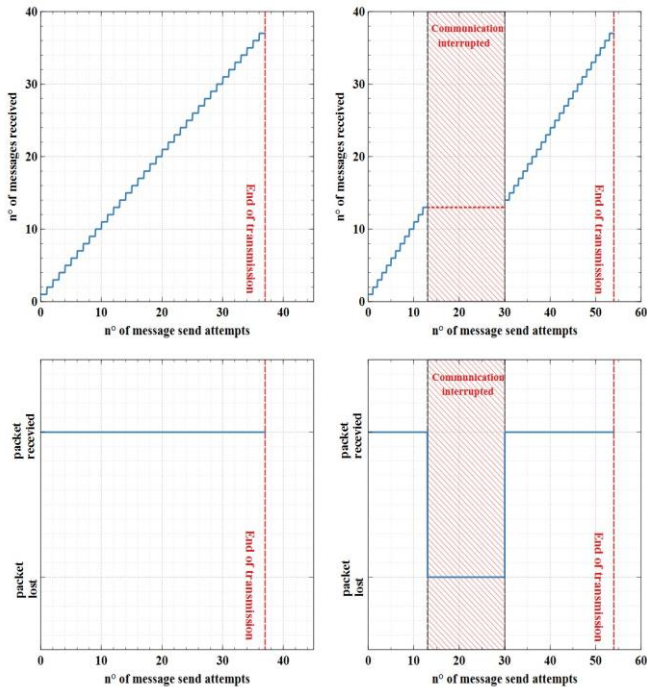 40
30
20
10
0
n° of messages received
End of transmission
0 10 20 30 40
n° of message send attempts
40
30
20
10
0
n° of messages received
Communication
interrupted
End of transmission
0 10 20 30 40 50 60
n° of message send attempts
packet
recevied
packet
lost
End of transmission
0 10 20 30 40
n° of message send attempts
packet
recevied
packet
lost
Communication
interrupted
End of transmission
0 10 20 30 40 50 60
n° of message send attempts